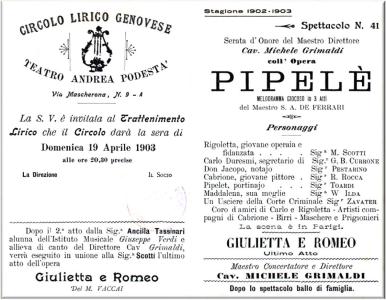 CIRCOLO LIRICO GENOVESE
TEATRO ANDREA PODESTA'
Via Mascherona, N. 9 - A
La S. V. è invitata al Trattenimento
Lirico che il Circolo darà la sera di
Domenica 19 Aprile 1903
alle ore 20,30 precise
La Direzione
Il Socio
Dopo il 2.° atto dalla Sig.ª Ancilla Tassinari
alunna dell'Istituto Musicale Giuseppe Verdi e
allieva di canto del Direttore Cav Grimaldi,
verrà eseguito in unione alla Sig.ª Scotti l'ultimo
atto dell'opera
Giulietta e Romeo
Del M. VACCAI
Stagione 1902-1903
Spettacolo N. 41
Serata d'Onore del Maestro Direttore
Cav. Michele Grimaldi
coll' Opera
PIPELÈ
MELODRAMMA GIOCOSO IN 3 ATTI
del Maestro S. A. DE FERRARI
Personaggi
Rigoletta, giovane operaia e
fidanzata . . . . Sig.ª M. SCOTTI
Carlo Duresmi, segretario di Sig.r G. B. CURRONE
Don Jacopo, notajo Sig.r PESTARINO
Cabrione, giovane pittore . Sig.r R. ROCCA
Pipelet, portinajo . . Sig.r TOARDI
Maddalena, sua moglie Sig.ª W ILDA
Un Usciere della Corte Criminale Sig.r ZAVATER
Coro d'amici di Carlo e Rigoletta - Artisti com-
pagni di Cabrione - Birri - Maschere e Prigionieri
La scena è in Parigi.
GIULIETTA E ROMEO
Ultimo Atto
Maestro Concertatore e Direttore
Cav. MICHELE GRIMALDI
Dopo lo spettacolo ballo di famiglia.